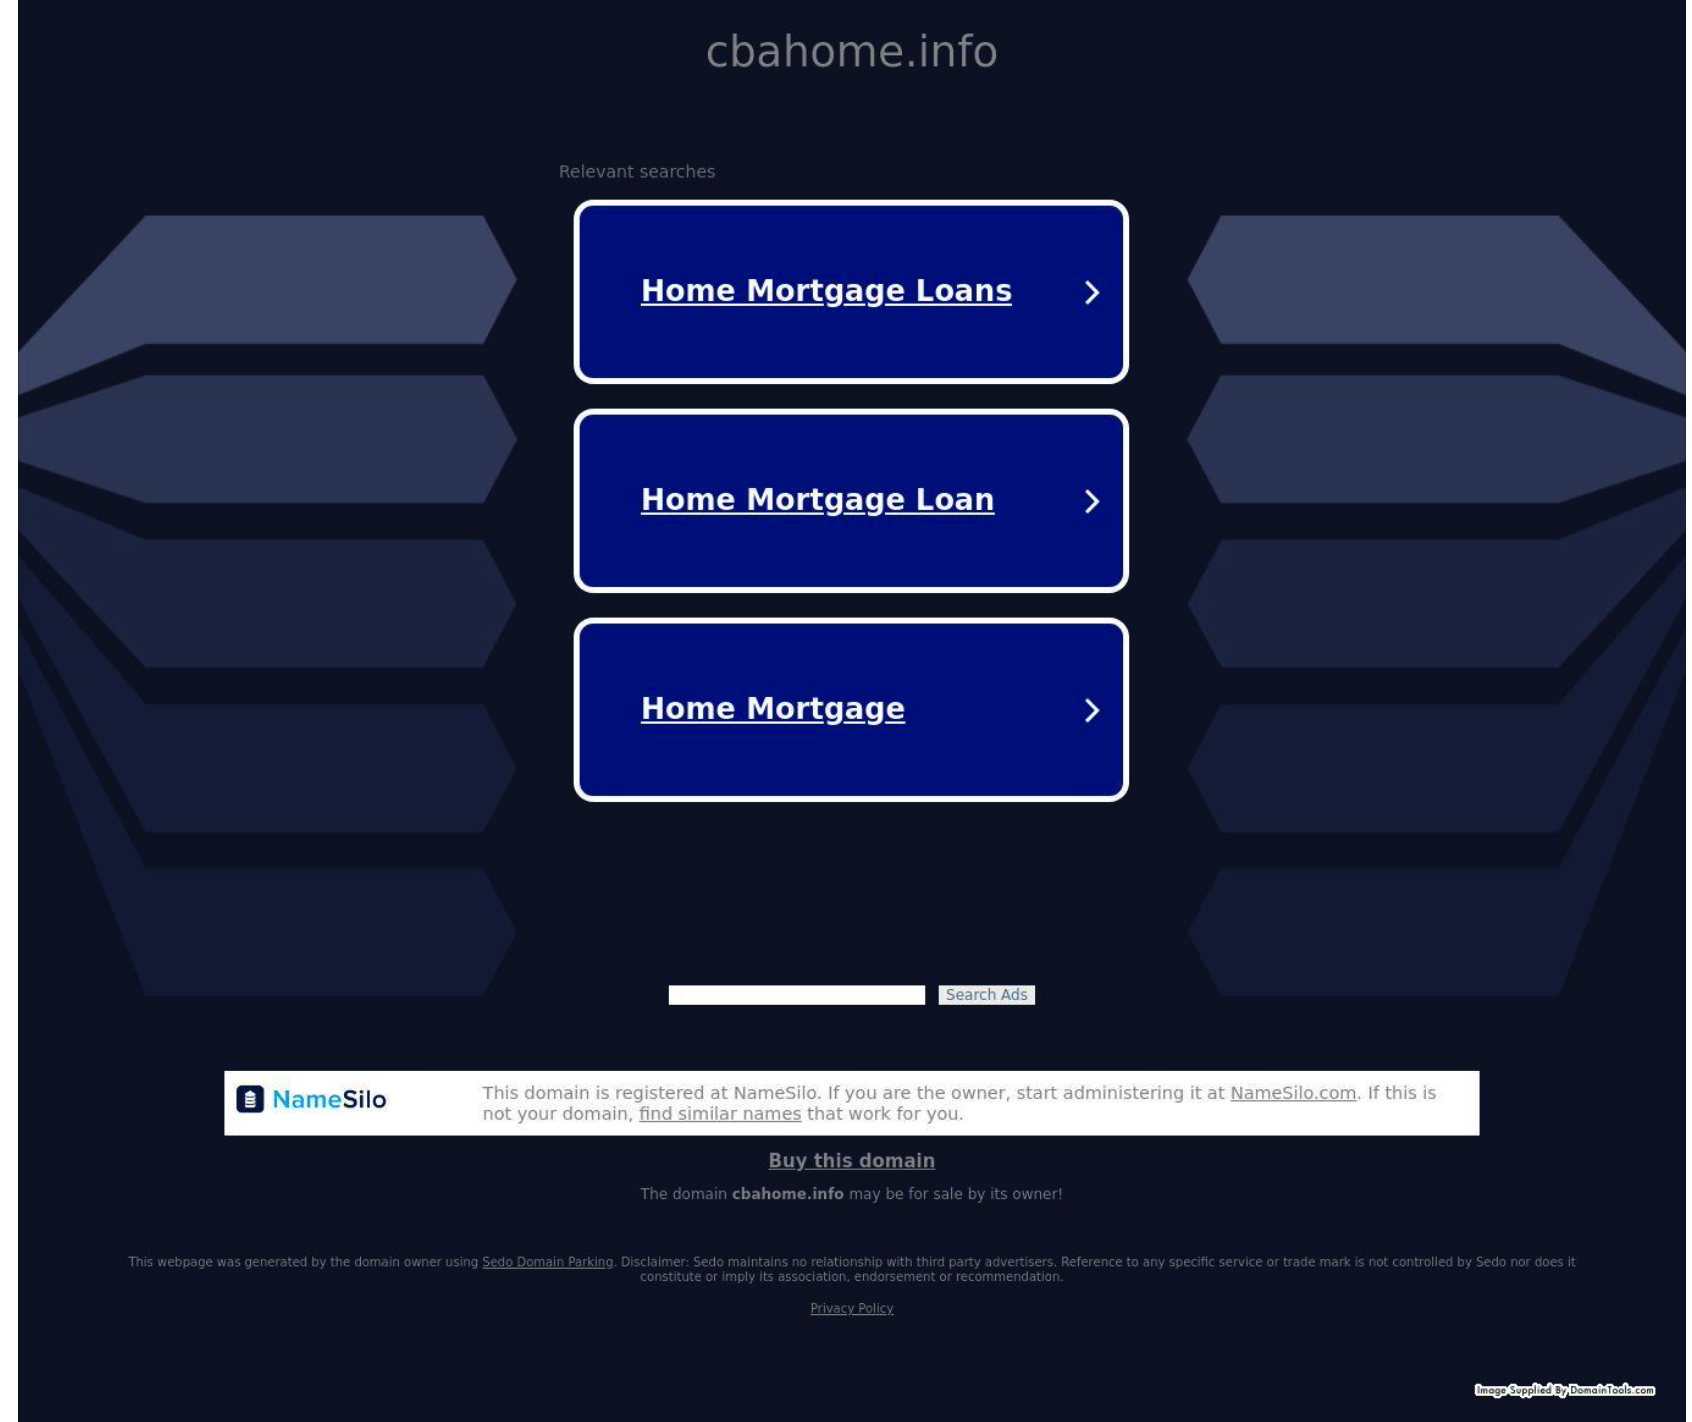 cbahome.info
Relevant searches
Home Mortgage Loans
Home Mortgage Loan
Home Mortgage
Search Ads
NameSilo
This domain is registered at NameSilo. If you are the owner, start administering it at NameSilo.com. If this is
not your domain, find similar names that work for you.
Buy this domain
The domain cbahome.info may be for sale by its owner!
This webpage was generated by the domain owner using Sedo Domain Parking. Disclaimer: Sedo maintains no relationship with third party advertisers. Reference to any specific service or trade mark is not controlled by Sedo nor does it
constitute or imply its association, endorsement or recommendation.
Privacy Policy
Image Supplied By DomainTools.com